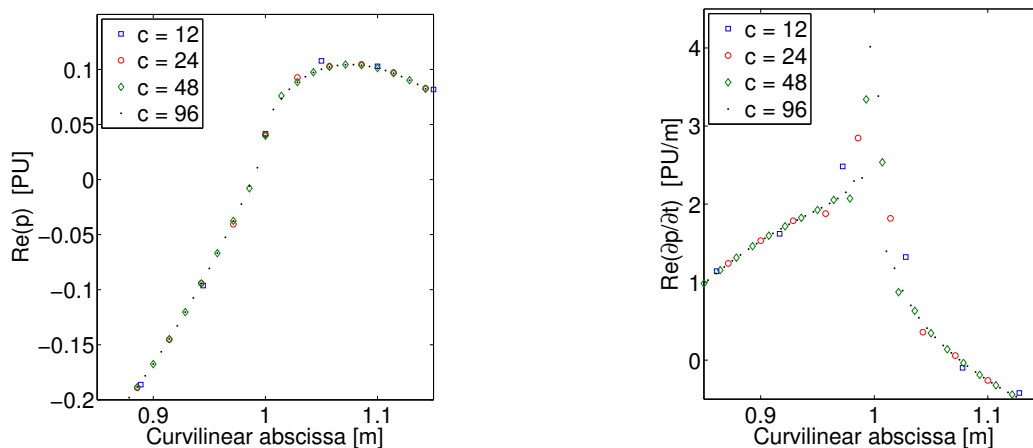 c = 12
c = 24
c = 48
c = 96
0.1
0.05
0
−0.05
−0.1
−0.15
−0.2
0.9
1
1.1
Re(p) [PU]
Curvilinear abscissa [m]
c = 12
c = 24
c = 48
c = 96
4
3
2
1
0
0.9
1
1.1
Re(∂p/∂t) [PU/m]
Curvilinear abscissa [m]